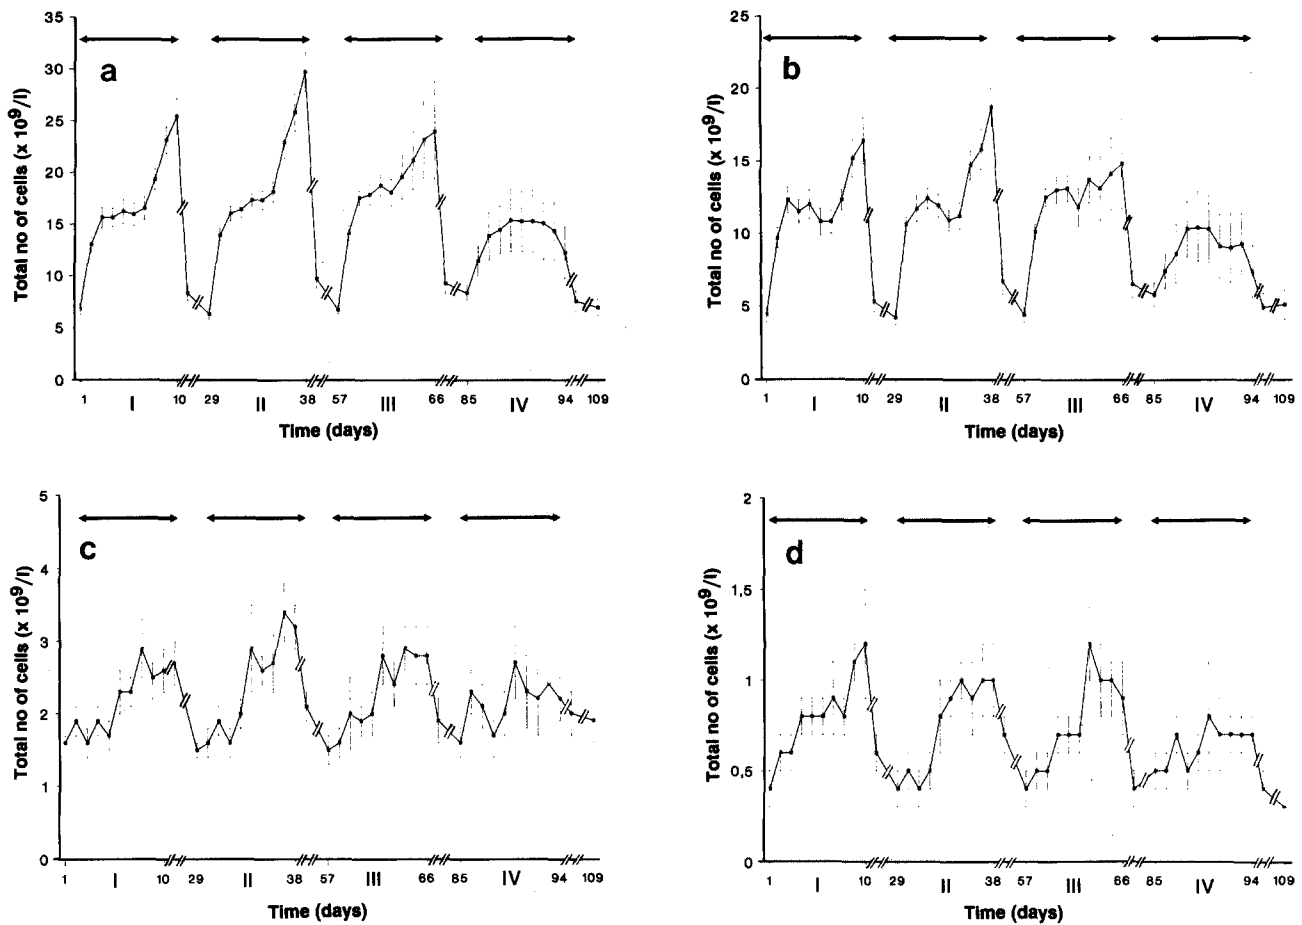 a
Total no of cells (x 10⁹/l)
35
30
25
20
15
10
5
0
1 I 10 29 II 38 57 III 66 85 IV 94 109
Time (days)
b
Total no of cells (x 10⁹/l)
25
20
15
10
5
0
1 I 10 29 II 38 57 III 66 85 IV 94 109
Time (days)
c
Total no of cells (x 10⁹/l)
5
4
3
2
1
0
1 I 10 29 II 38 57 III 66 85 IV 94 109
Time (days)
d
Total no of cells (x 10⁹/l)
2
1,5
1
0,5
0
1 I 10 29 II 38 57 III 66 85 IV 94 109
Time (days)